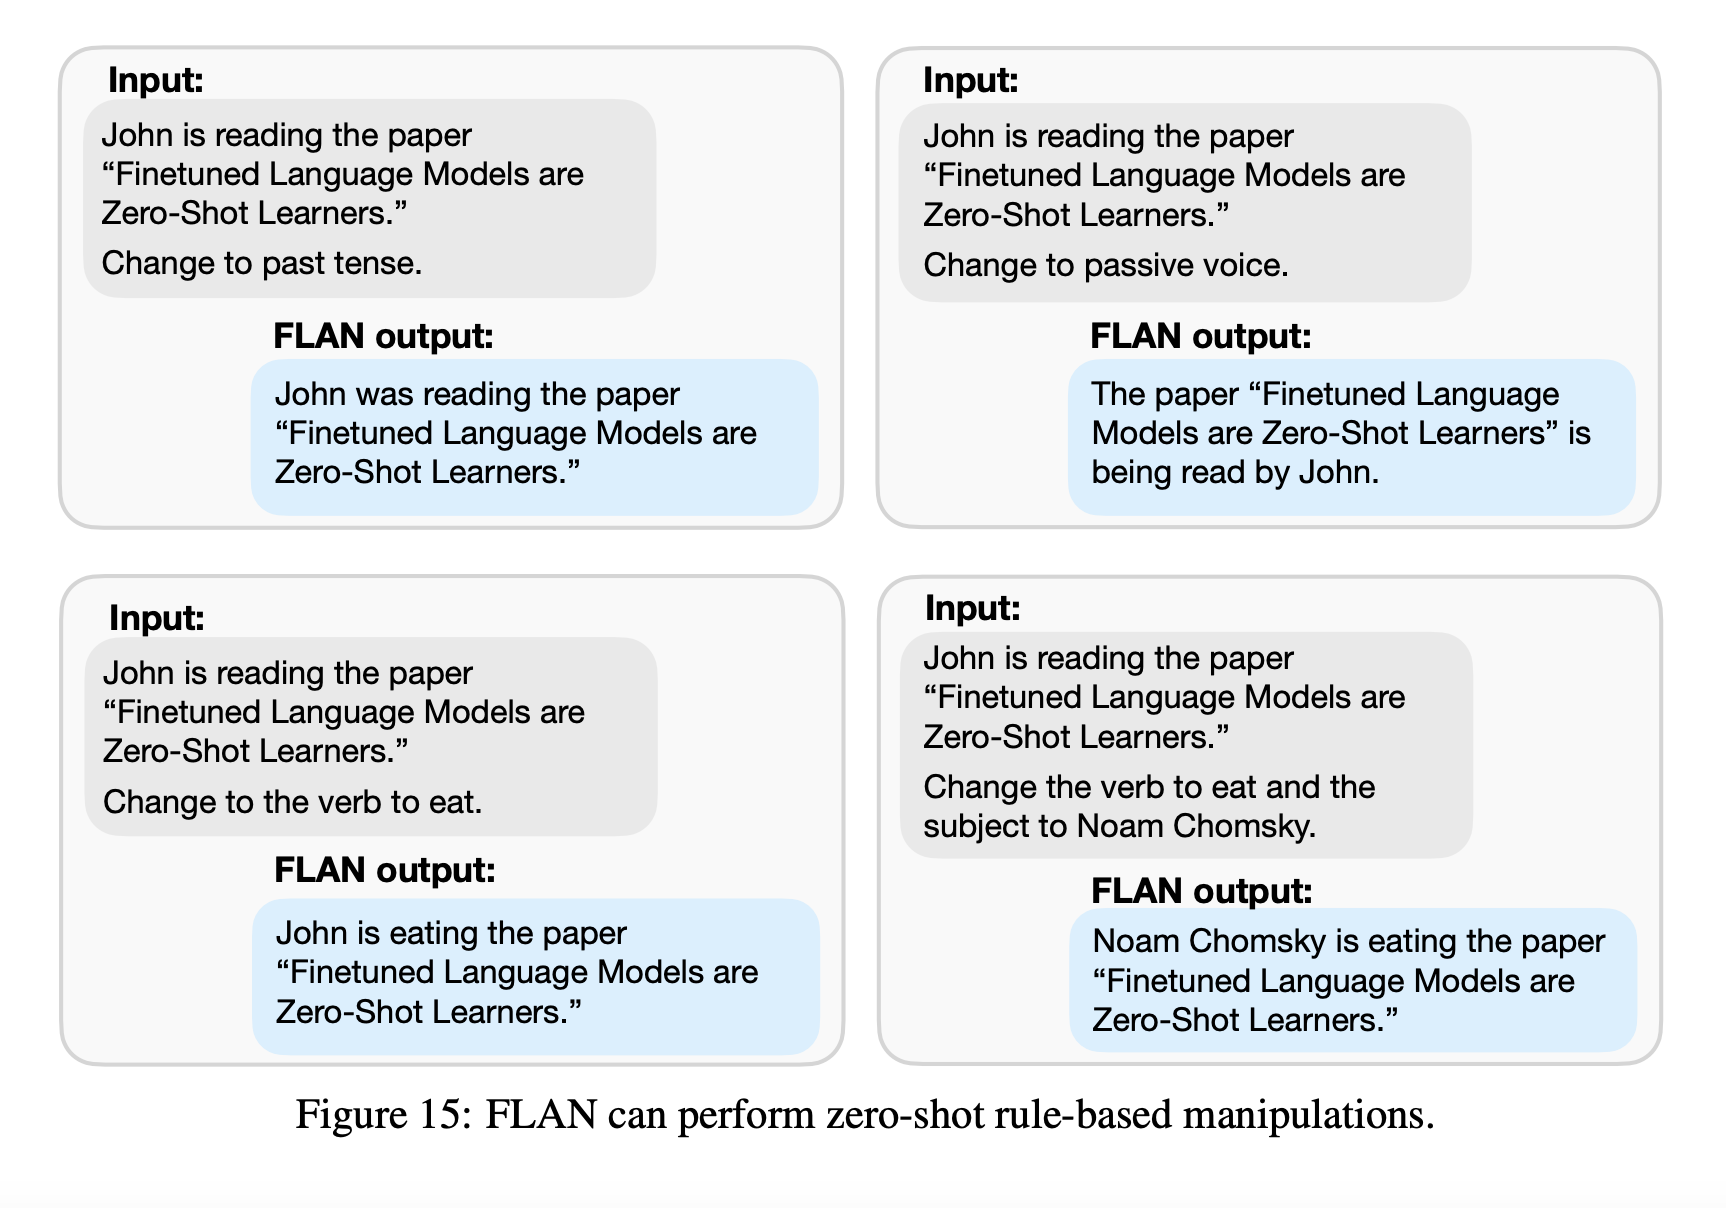 Input:
John is reading the paper
“Finetuned Language Models are
Zero-Shot Learners.”
Change to past tense.
FLAN output:
John was reading the paper
“Finetuned Language Models are
Zero-Shot Learners.”
Input:
John is reading the paper
“Finetuned Language Models are
Zero-Shot Learners.”
Change to passive voice.
FLAN output:
The paper “Finetuned Language
Models are Zero-Shot Learners” is
being read by John.
Input:
John is reading the paper
“Finetuned Language Models are
Zero-Shot Learners.”
Change to the verb to eat.
FLAN output:
John is eating the paper
“Finetuned Language Models are
Zero-Shot Learners.”
Input:
John is reading the paper
“Finetuned Language Models are
Zero-Shot Learners.”
Change the verb to eat and the
subject to Noam Chomsky.
FLAN output:
Noam Chomsky is eating the paper
“Finetuned Language Models are
Zero-Shot Learners.”
Figure 15: FLAN can perform zero-shot rule-based manipulations.